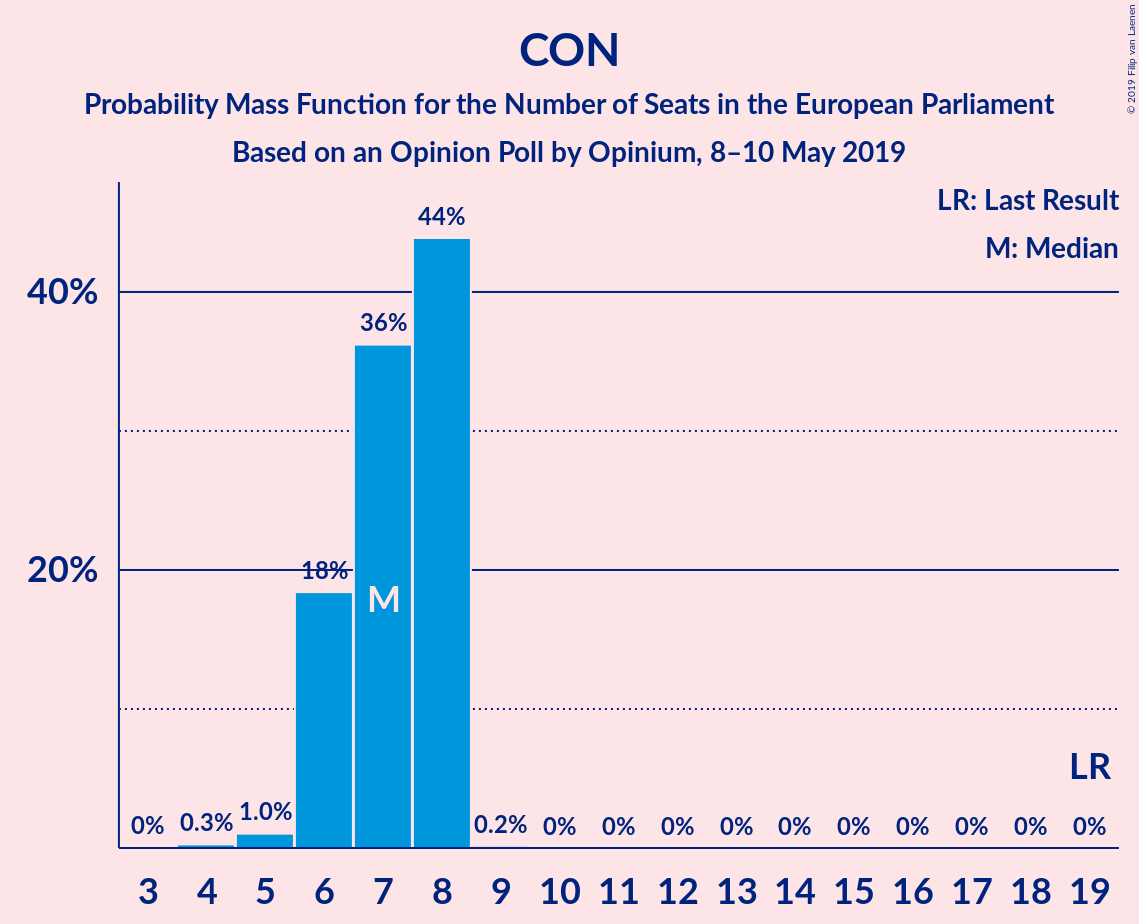 CON
Probability Mass Function for the Number of Seats in the European Parliament
Based on an Opinion Poll by Opinium, 8–10 May 2019
© 2019 Filip van Laenen
LR: Last Result
M: Median
44%
40%
36%
20%
18%
M
LR
0% 0.3% 1.0% 0.2% 0% 0% 0% 0% 0% 0% 0% 0% 0% 0%
3 4 5 6 7 8 9 10 11 12 13 14 15 16 17 18 19